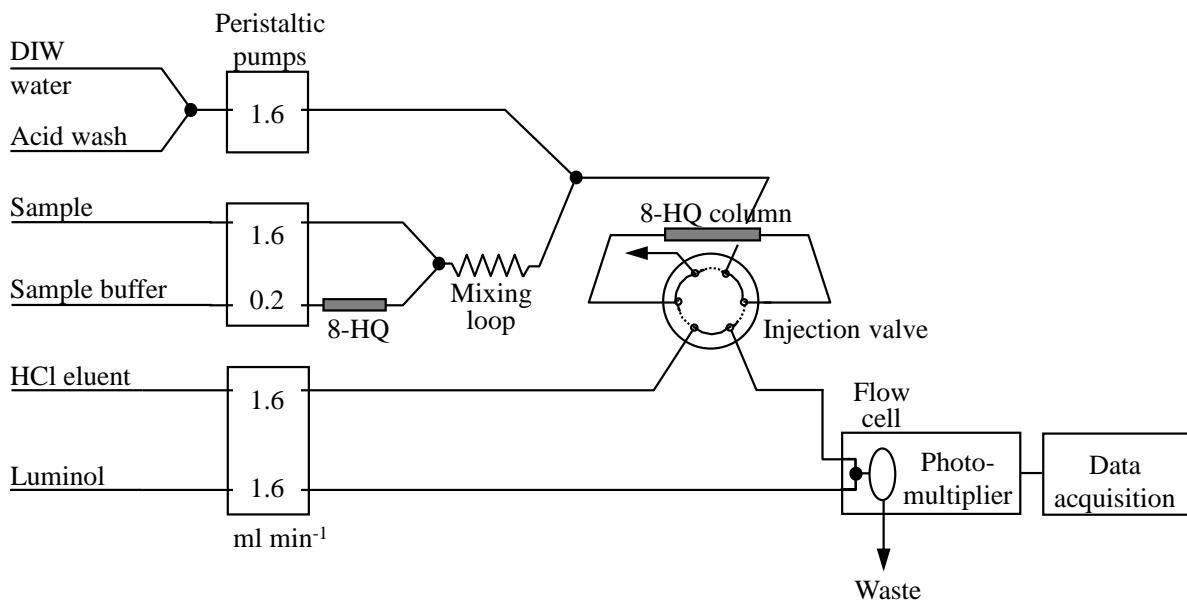 Peristaltic
pumps
DIW
water
Acid wash
1.6
Sample
1.6
Sample buffer
0.2
8-HQ
Mixing
loop
8-HQ column
Injection valve
HCl eluent
1.6
Luminol
1.6
ml min⁻¹
Flow
cell
Photo-
multiplier
Data
acquisition
Waste